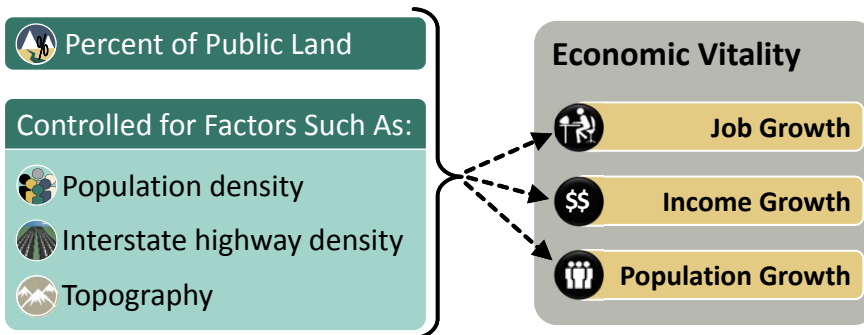 % Percent of Public Land
Controlled for Factors Such As:
Population density
Interstate highway density
Topography
Economic Vitality
Job Growth
$$ Income Growth
Population Growth